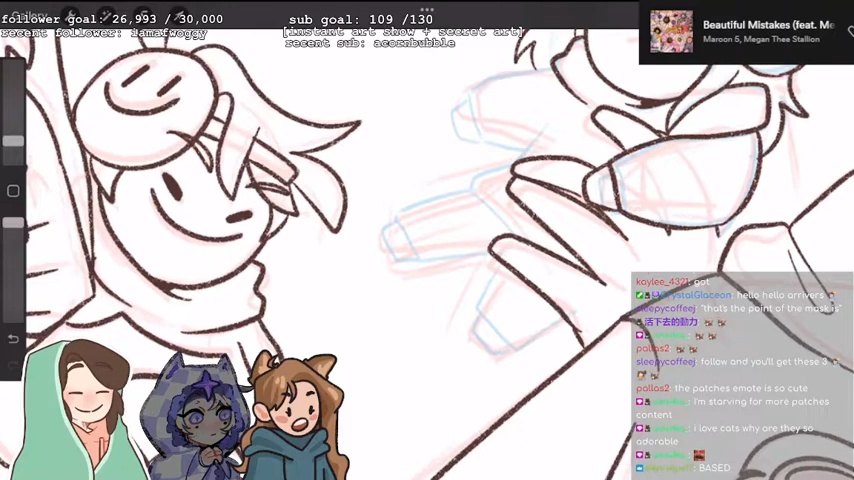 Gallery
follower goal: 26,993 / 30,000
recent follower: iamafwoggy
sub goal: 109 /130
[instant art show + secret art]
recent sub: acornbubble
Beautiful Mistakes (feat. Me
Maroon 5, Megan Thee Stallion
kaylee_4321: got
CrystalGlaceon: hello hello arrivers
sleepycoffeej: "that's the point of the mask is"
活下去的動力
pallas2
sleepycoffeej: follow and you'll get these 3
pallas2: the patches emote is so cute
: i'm starving for more patches
content
: i love cats why are they so
adorable
: BASED